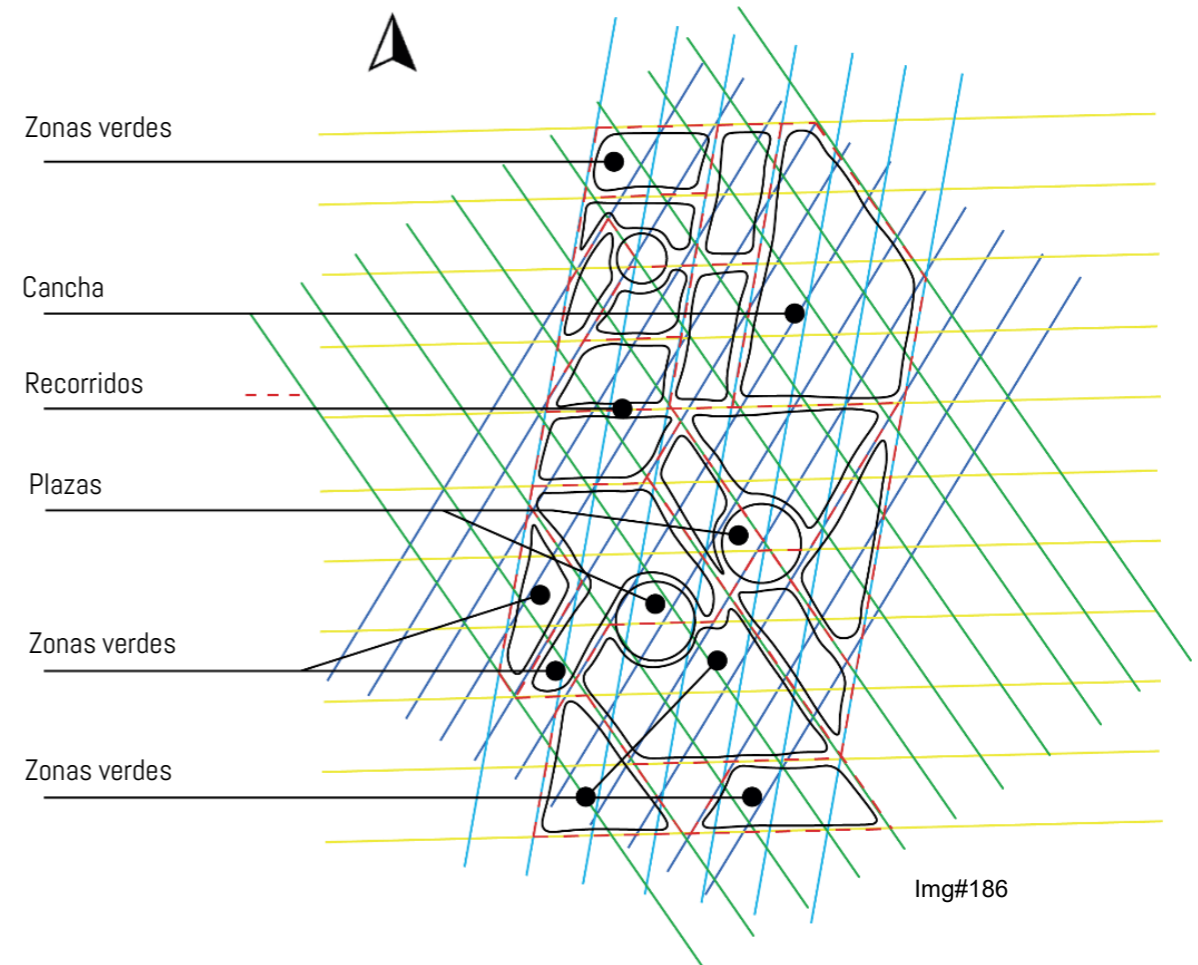 Zonas verdes
Cancha
Recorridos
Plazas
Zonas verdes
Zonas verdes
Img#186